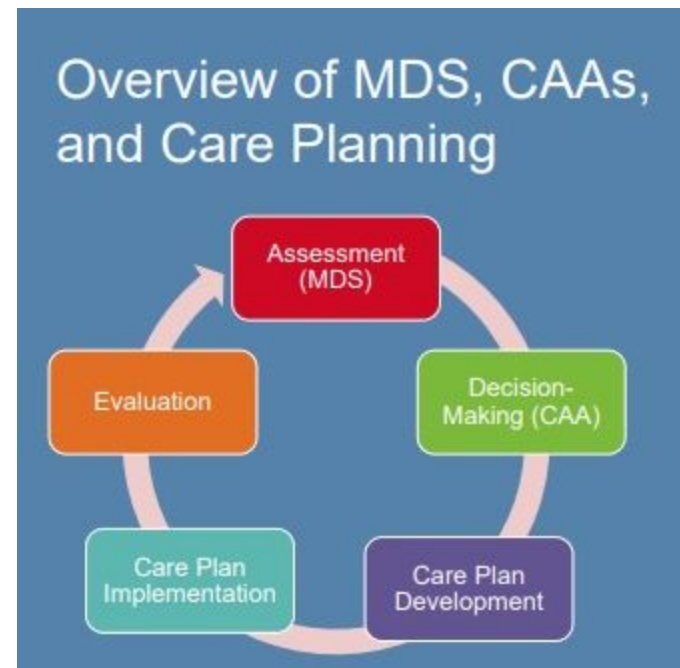 Overview of MDS, CAAs,
and Care Planning
Assessment
(MDS)
Decision-
Making (CAA)
Care Plan
Development
Care Plan
Implementation
Evaluation